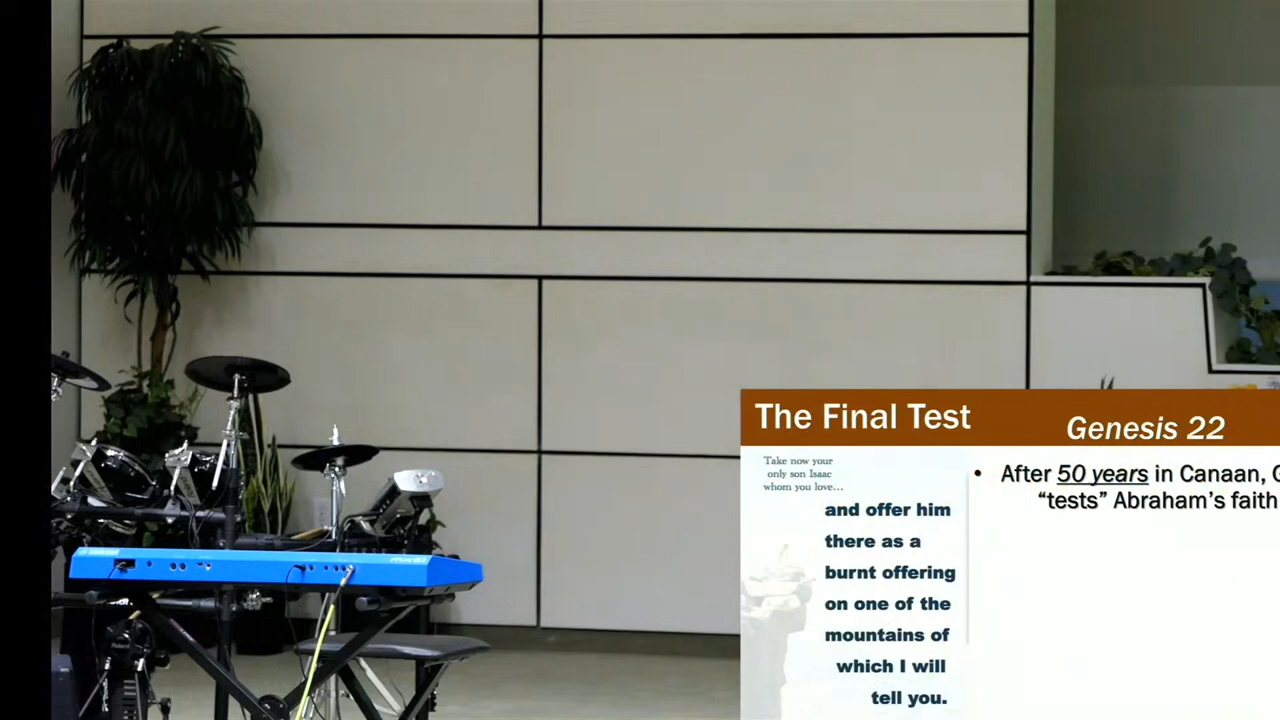 The Final Test
Genesis 22
Take now your
only son Isaac
whom you love...
and offer him
there as a
burnt offering
on one of the
mountains of
which I will
tell you.
• After 50 years in Canaan, G
“tests” Abraham’s faith
YAMAHA
Roland